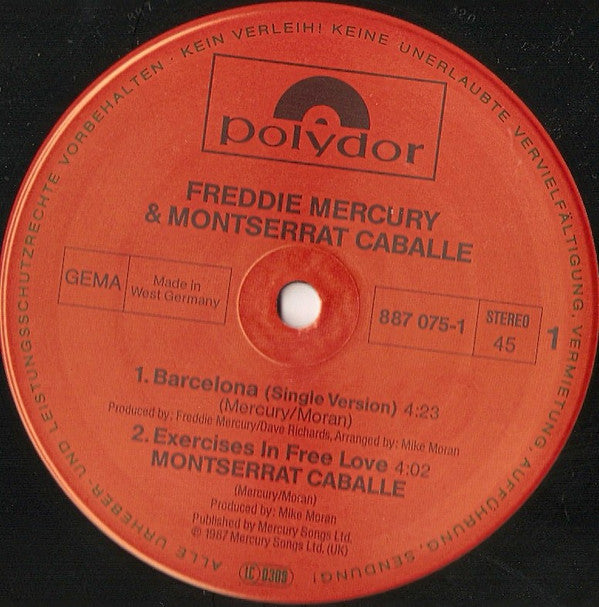 ALLE URHEBER- UND LEISTUNGSSCHUTZRECHTE VORBEHALTEN · KEIN VERLEIH! KEINE UNERLAUBTE VERVIELFÄLTIGUNG, VERMIETUNG, AUFFÜHRUNG, SENDUNG!
polydor
FREDDIE MERCURY
& MONTSERRAT CABALLE
GEMA
Made in
West Germany
887 075-1
STEREO
45
1
1. Barcelona (Single Version) 4:23
(Mercury/Moran)
Produced by: Freddie Mercury/Dave Richards, Arranged by: Mike Moran
2. Exercises In Free Love 4:02
MONTSERRAT CABALLE
(Mercury/Moran)
Produced by: Mike Moran
Published by Mercury Songs Ltd.
℗ 1987 Mercury Songs Ltd. (UK)
LC 0309